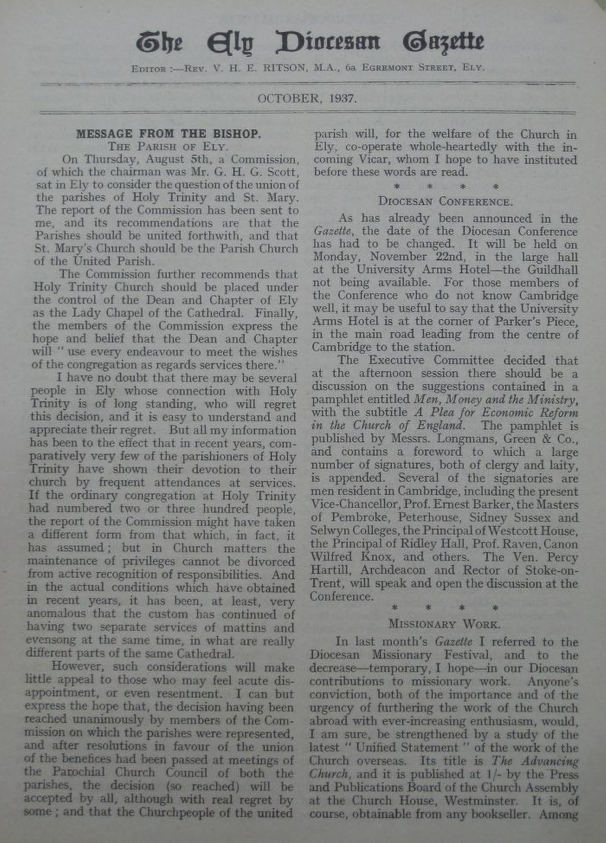 The Ely Diocesan Gazette
EDITOR :—REV. V. H. E. RITSON, M.A., 6a EGREMONT STREET, ELY.
OCTOBER, 1937.
MESSAGE FROM THE BISHOP.
THE PARISH OF ELY.
On Thursday, August 5th, a Commission,
of which the chairman was Mr. G. H. G. Scott,
sat in Ely to consider the question of the union of
the parishes of Holy Trinity and St. Mary.
The report of the Commission has been sent to
me, and its recommendations are that the
Parishes should be united forthwith, and that
St. Mary's Church should be the Parish Church
of the United Parish.
The Commission further recommends that
Holy Trinity Church should be placed under
the control of the Dean and Chapter of Ely
as the Lady Chapel of the Cathedral. Finally,
the members of the Commission express the
hope and belief that the Dean and Chapter
will " use every endeavour to meet the wishes
of the congregation as regards services there."
I have no doubt that there may be several
people in Ely whose connection with Holy
Trinity is of long standing, who will regret
this decision, and it is easy to understand and
appreciate their regret. But all my information
has been to the effect that in recent years, com-
paratively very few of the parishioners of Holy
Trinity have shown their devotion to their
church by frequent attendances at services.
If the ordinary congregation at Holy Trinity
had numbered two or three hundred people,
the report of the Commission might have taken
a different form from that which, in fact, it
has assumed ; but in Church matters the
maintenance of privileges cannot be divorced
from active recognition of responsibilities. And
in the actual conditions which have obtained
in recent years, it has been, at least, very
anomalous that the custom has continued of
having two separate services of mattins and
evensong at the same time, in what are really
different parts of the same Cathedral.
However, such considerations will make
little appeal to those who may feel acute dis-
appointment, or even resentment. I can but
express the hope that, the decision having been
reached unanimously by members of the Com-
mission on which the parishes were represented,
and after resolutions in favour of the union
of the benefices had been passed at meetings of
the Parochial Church Council of both the
parishes, the decision (so reached) will be
accepted by all, although with real regret by
some ; and that the Churchpeople of the united
parish will, for the welfare of the Church in
Ely, co-operate whole-heartedly with the in-
coming Vicar, whom I hope to have instituted
before these words are read.
* * * *
DIOCESAN CONFERENCE.
As has already been announced in the
Gazette, the date of the Diocesan Conference
has had to be changed. It will be held on
Monday, November 22nd, in the large hall
at the University Arms Hotel—the Guildhall
not being available. For those members of
the Conference who do not know Cambridge
well, it may be useful to say that the University
Arms Hotel is at the corner of Parker's Piece,
in the main road leading from the centre of
Cambridge to the station.
The Executive Committee decided that
at the afternoon session there should be a
discussion on the suggestions contained in a
pamphlet entitled Men, Money and the Ministry,
with the subtitle A Plea for Economic Reform
in the Church of England. The pamphlet is
published by Messrs. Longmans, Green & Co.,
and contains a foreword to which a large
number of signatures, both of clergy and laity,
is appended. Several of the signatories are
men resident in Cambridge, including the present
Vice-Chancellor, Prof. Ernest Barker, the Masters
of Pembroke, Peterhouse, Sidney Sussex and
Selwyn Colleges, the Principal of Westcott House,
the Principal of Ridley Hall, Prof. Raven, Canon
Wilfred Knox, and others. The Ven. Percy
Hartill, Archdeacon and Rector of Stoke-on-
Trent, will speak and open the discussion at the
Conference.
* * * *
MISSIONARY WORK.
In last month's Gazette I referred to the
Diocesan Missionary Festival, and to the
decrease—temporary, I hope—in our Diocesan
contributions to missionary work. Anyone's
conviction, both of the importance and of the
urgency of furthering the work of the Church
abroad with ever-increasing enthusiasm, would,
I am sure, be strengthened by a study of the
latest " Unified Statement " of the work of the
Church overseas. Its title is The Advancing
Church, and it is published at 1/- by the Press
and Publications Board of the Church Assembly
at the Church House, Westminster. It is, of
course, obtainable from any bookseller. Among